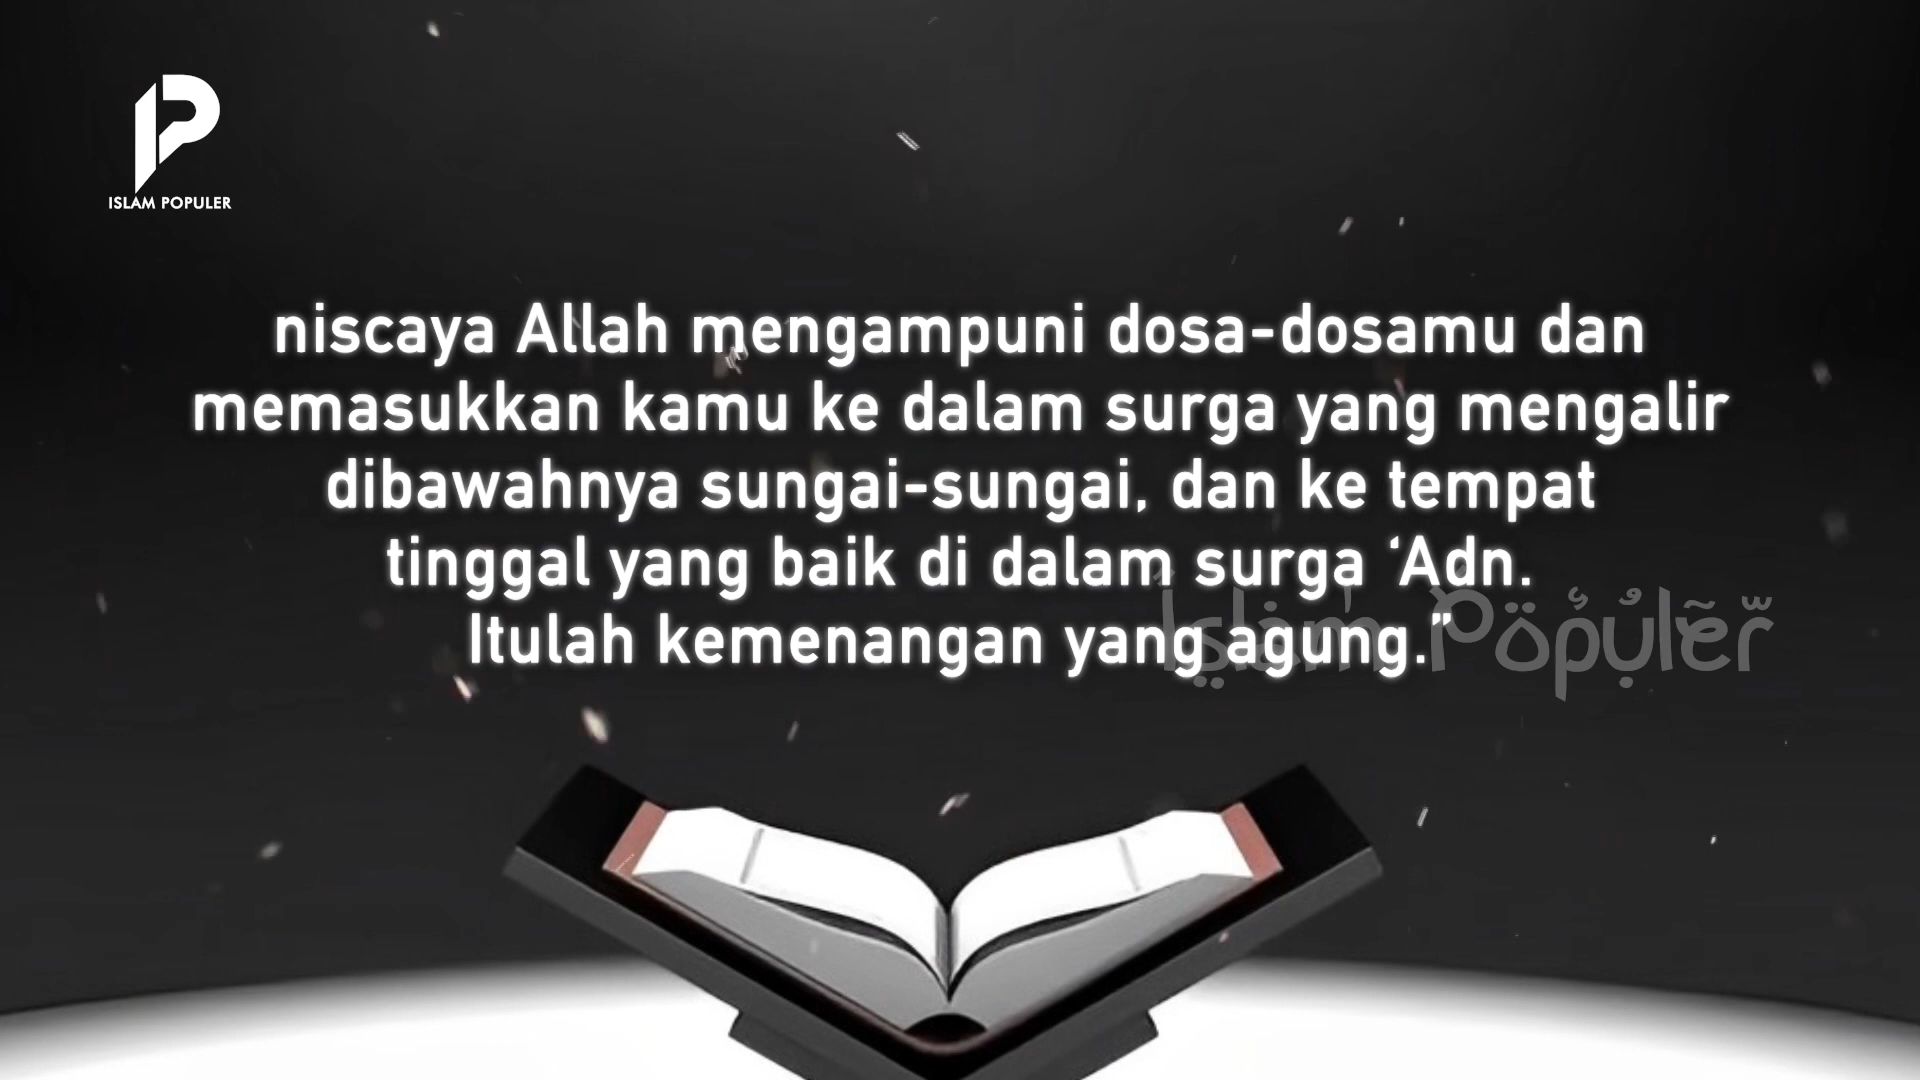 ISLAM POPULER
niscaya Allah mengampuni dosa-dosamu dan
memasukkan kamu ke dalam surga yang mengalir
dibawahnya sungai-sungai, dan ke tempat
tinggal yang baik di dalam surga ‘Adn.
Itulah kemenangan yang agung.”
Islam Populer